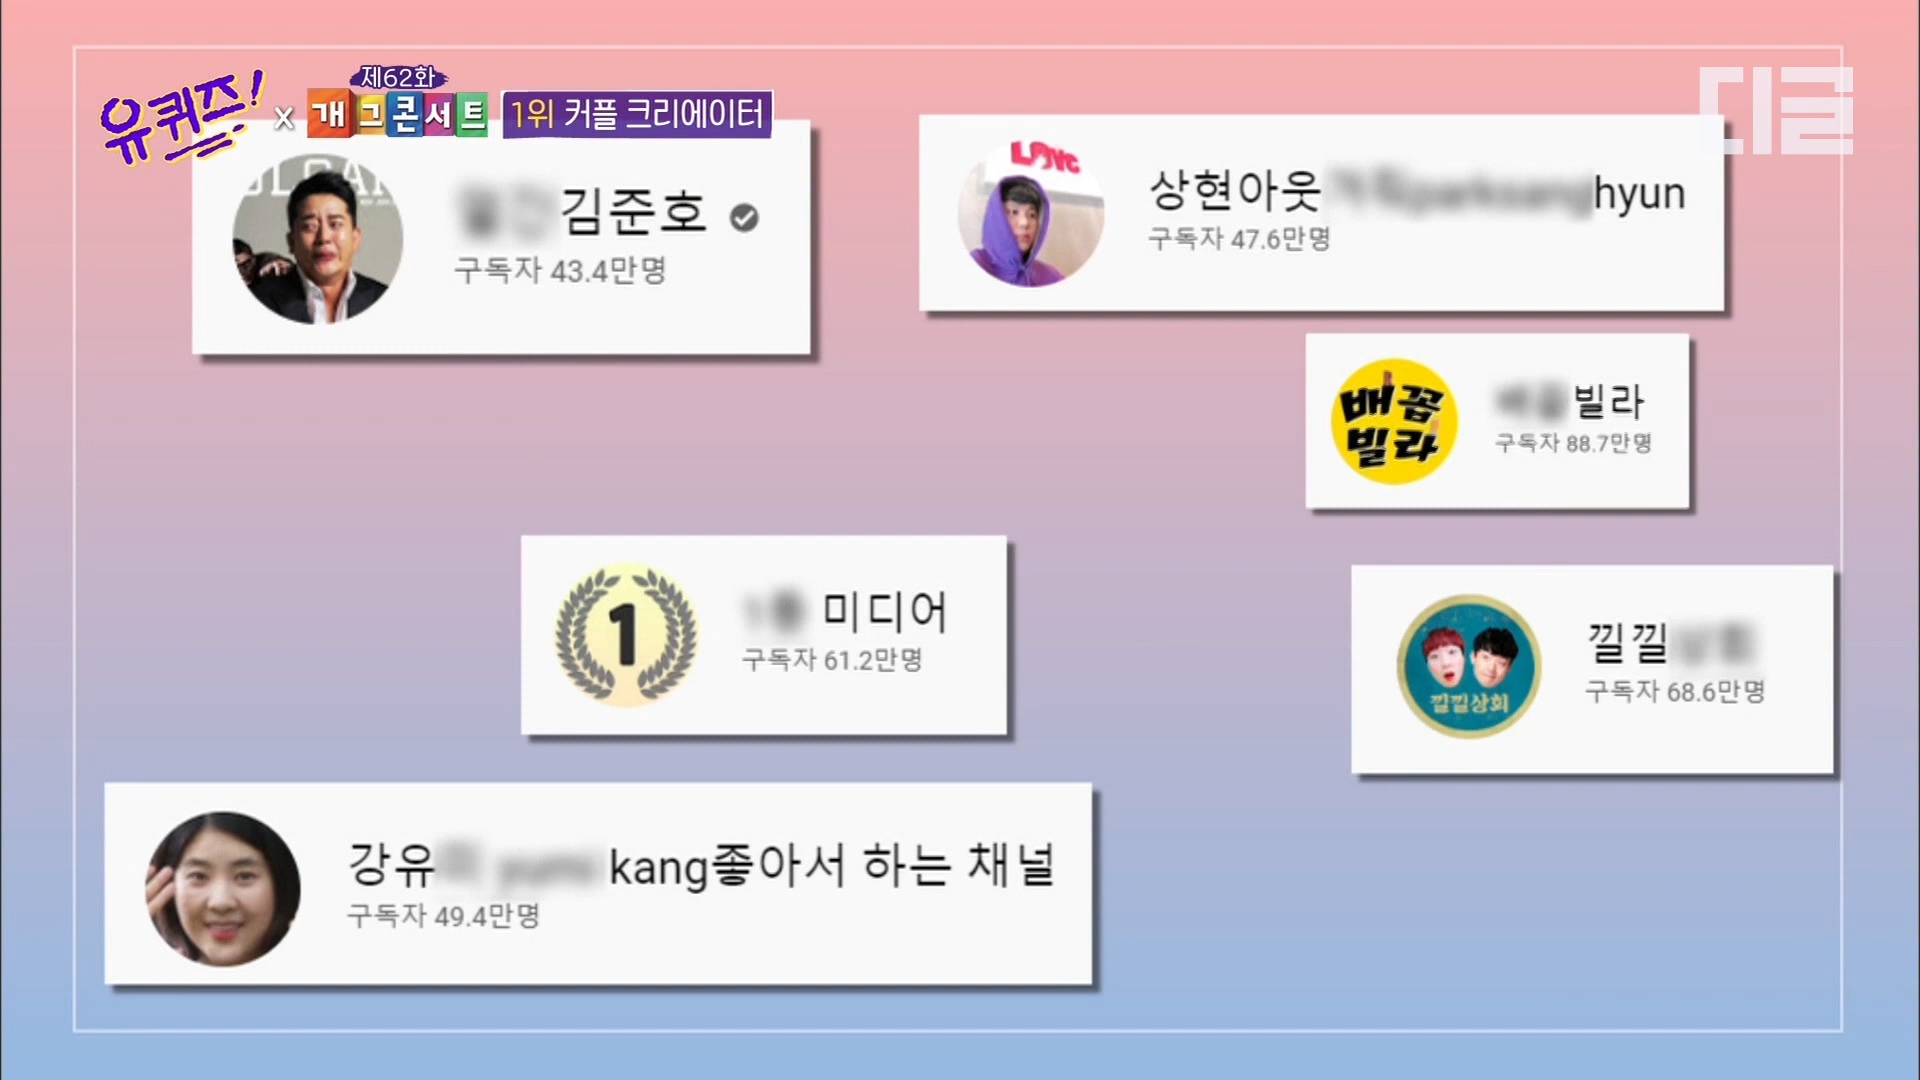 제62화
유퀴즈! x 개그콘서트 1위 커플 크리에이터
디글
김준호
구독자 43.4만명
LOVE
상현아웃 hyun
구독자 47.6만명
배꼽
빌라
빌라
구독자 88.7만명
1
미디어
구독자 61.2만명
낄낄상회
낄낄
구독자 68.6만명
강유 kang좋아서 하는 채널
구독자 49.4만명